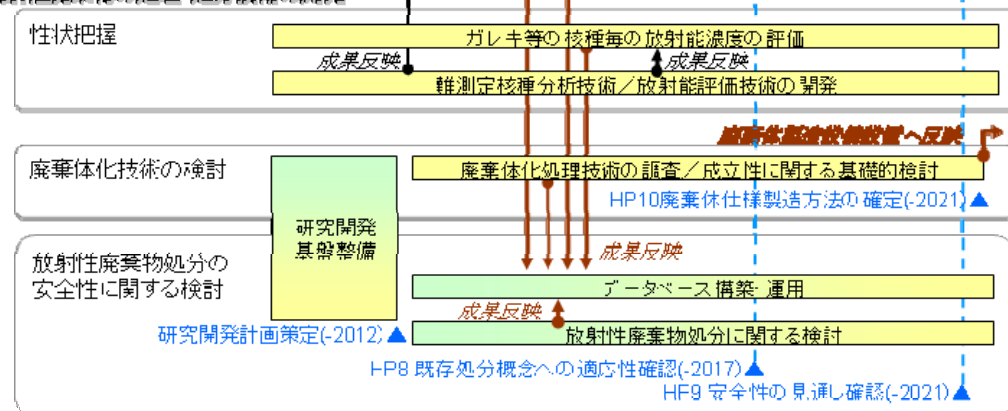 性状把握
ガレキ等の核種毎の放射能濃度の評価
成果反映
成果反映
難測定核種分析技術／放射能評価技術の開発
へ反映
廃棄体化技術の検討
廃棄体化処理技術の調査／成立性に関する基礎的検討
HP10廃棄体仕様製造方法の確定(-2021)
研究開発
基盤整備
放射性廃棄物処分の
安全性に関する検討
成果反映
データベース構築・運用
成果反映
研究開発計画策定(-2012)
放射性廃棄物処分に関する検討
HP8 既存処分概念への適応性確認(-2017)
HP9 安全性の見通し確認(-2021)